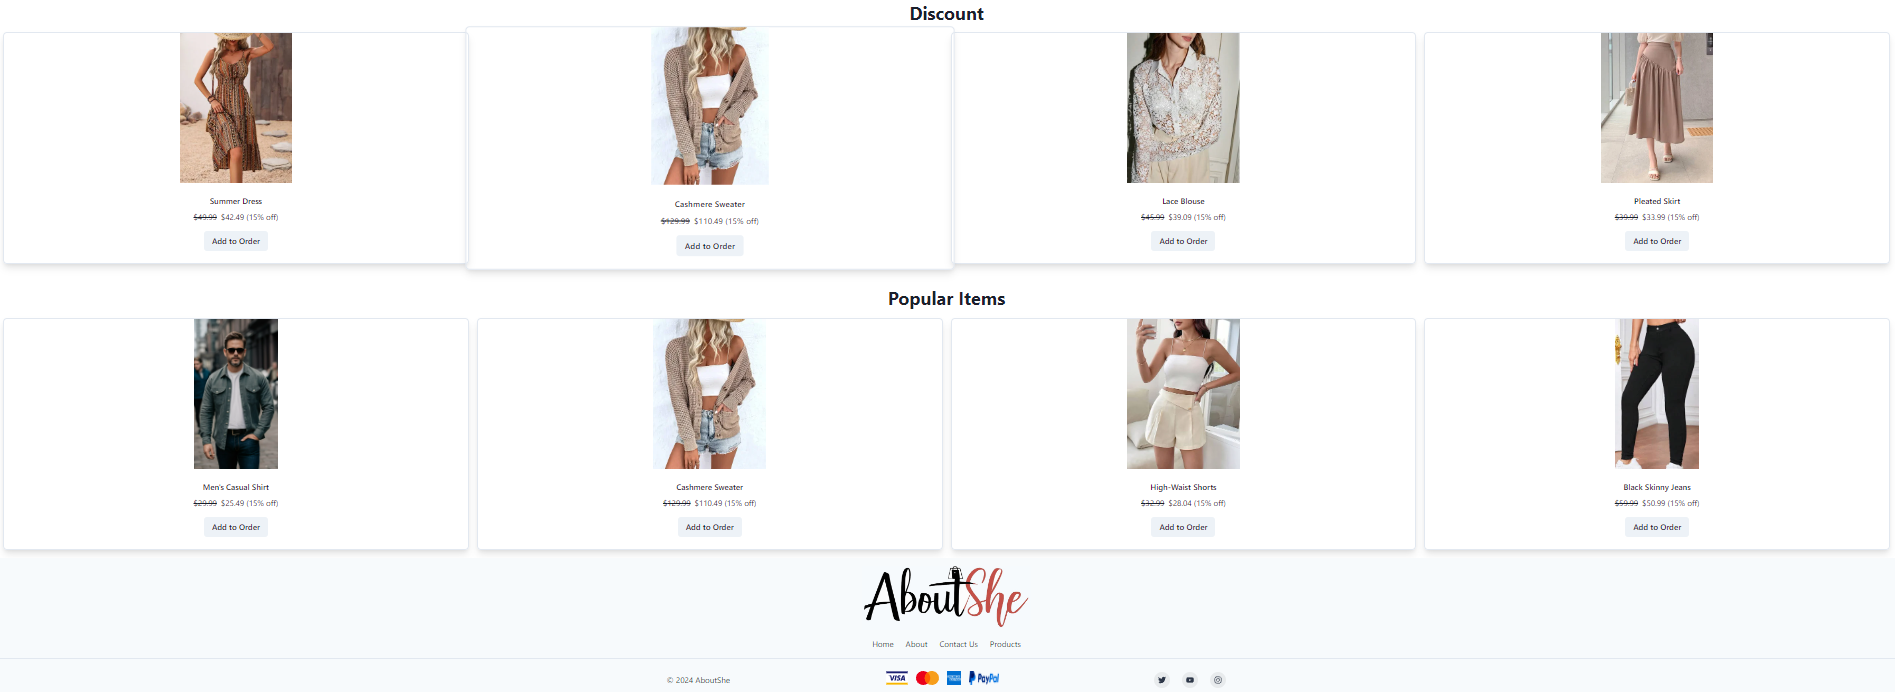 Discount
Summer Dress
$49.99 $42.49 (15% off)
Add to Order
Cashmere Sweater
$129.99 $110.49 (15% off)
Add to Order
Lace Blouse
$45.99 $39.09 (15% off)
Add to Order
Pleated Skirt
$39.99 $33.99 (15% off)
Add to Order
Popular Items
Men's Casual Shirt
$29.99 $25.49 (15% off)
Add to Order
Cashmere Sweater
$129.99 $110.49 (15% off)
Add to Order
High-Waist Shorts
$32.99 $28.04 (15% off)
Add to Order
Black Skinny Jeans
$59.99 $50.99 (15% off)
Add to Order
AboutShe
Home About Contact Us Products
© 2024 AboutShe
VISA
PayPal